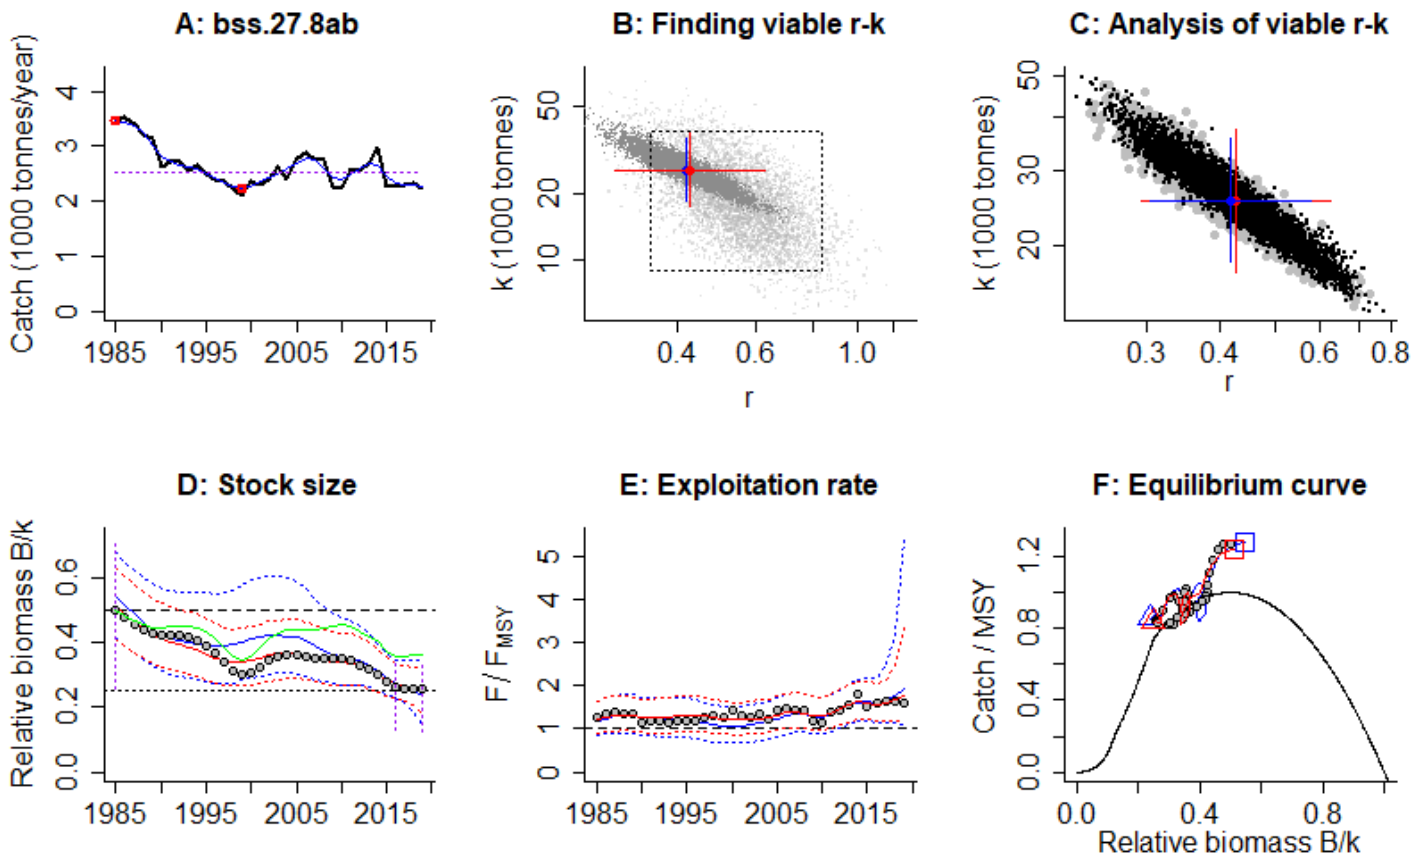 A: bss.27.8ab
Catch (1000 tonnes/year)
0 1 2 3 4
1985 1995 2005 2015
B: Finding viable r-k
k (1000 tonnes)
10 20 50
0.4 0.6 1.0
r
C: Analysis of viable r-k
k (1000 tonnes)
20 30 50
0.3 0.4 0.6 0.8
r
D: Stock size
Relative biomass B/k
0.0 0.2 0.4 0.6
1985 1995 2005 2015
E: Exploitation rate
F / FMSY
0 1 2 3 4 5
1985 1995 2005 2015
F: Equilibrium curve
Catch / MSY
0.0 0.4 0.8 1.2
0.0 0.4 0.8
Relative biomass B/k